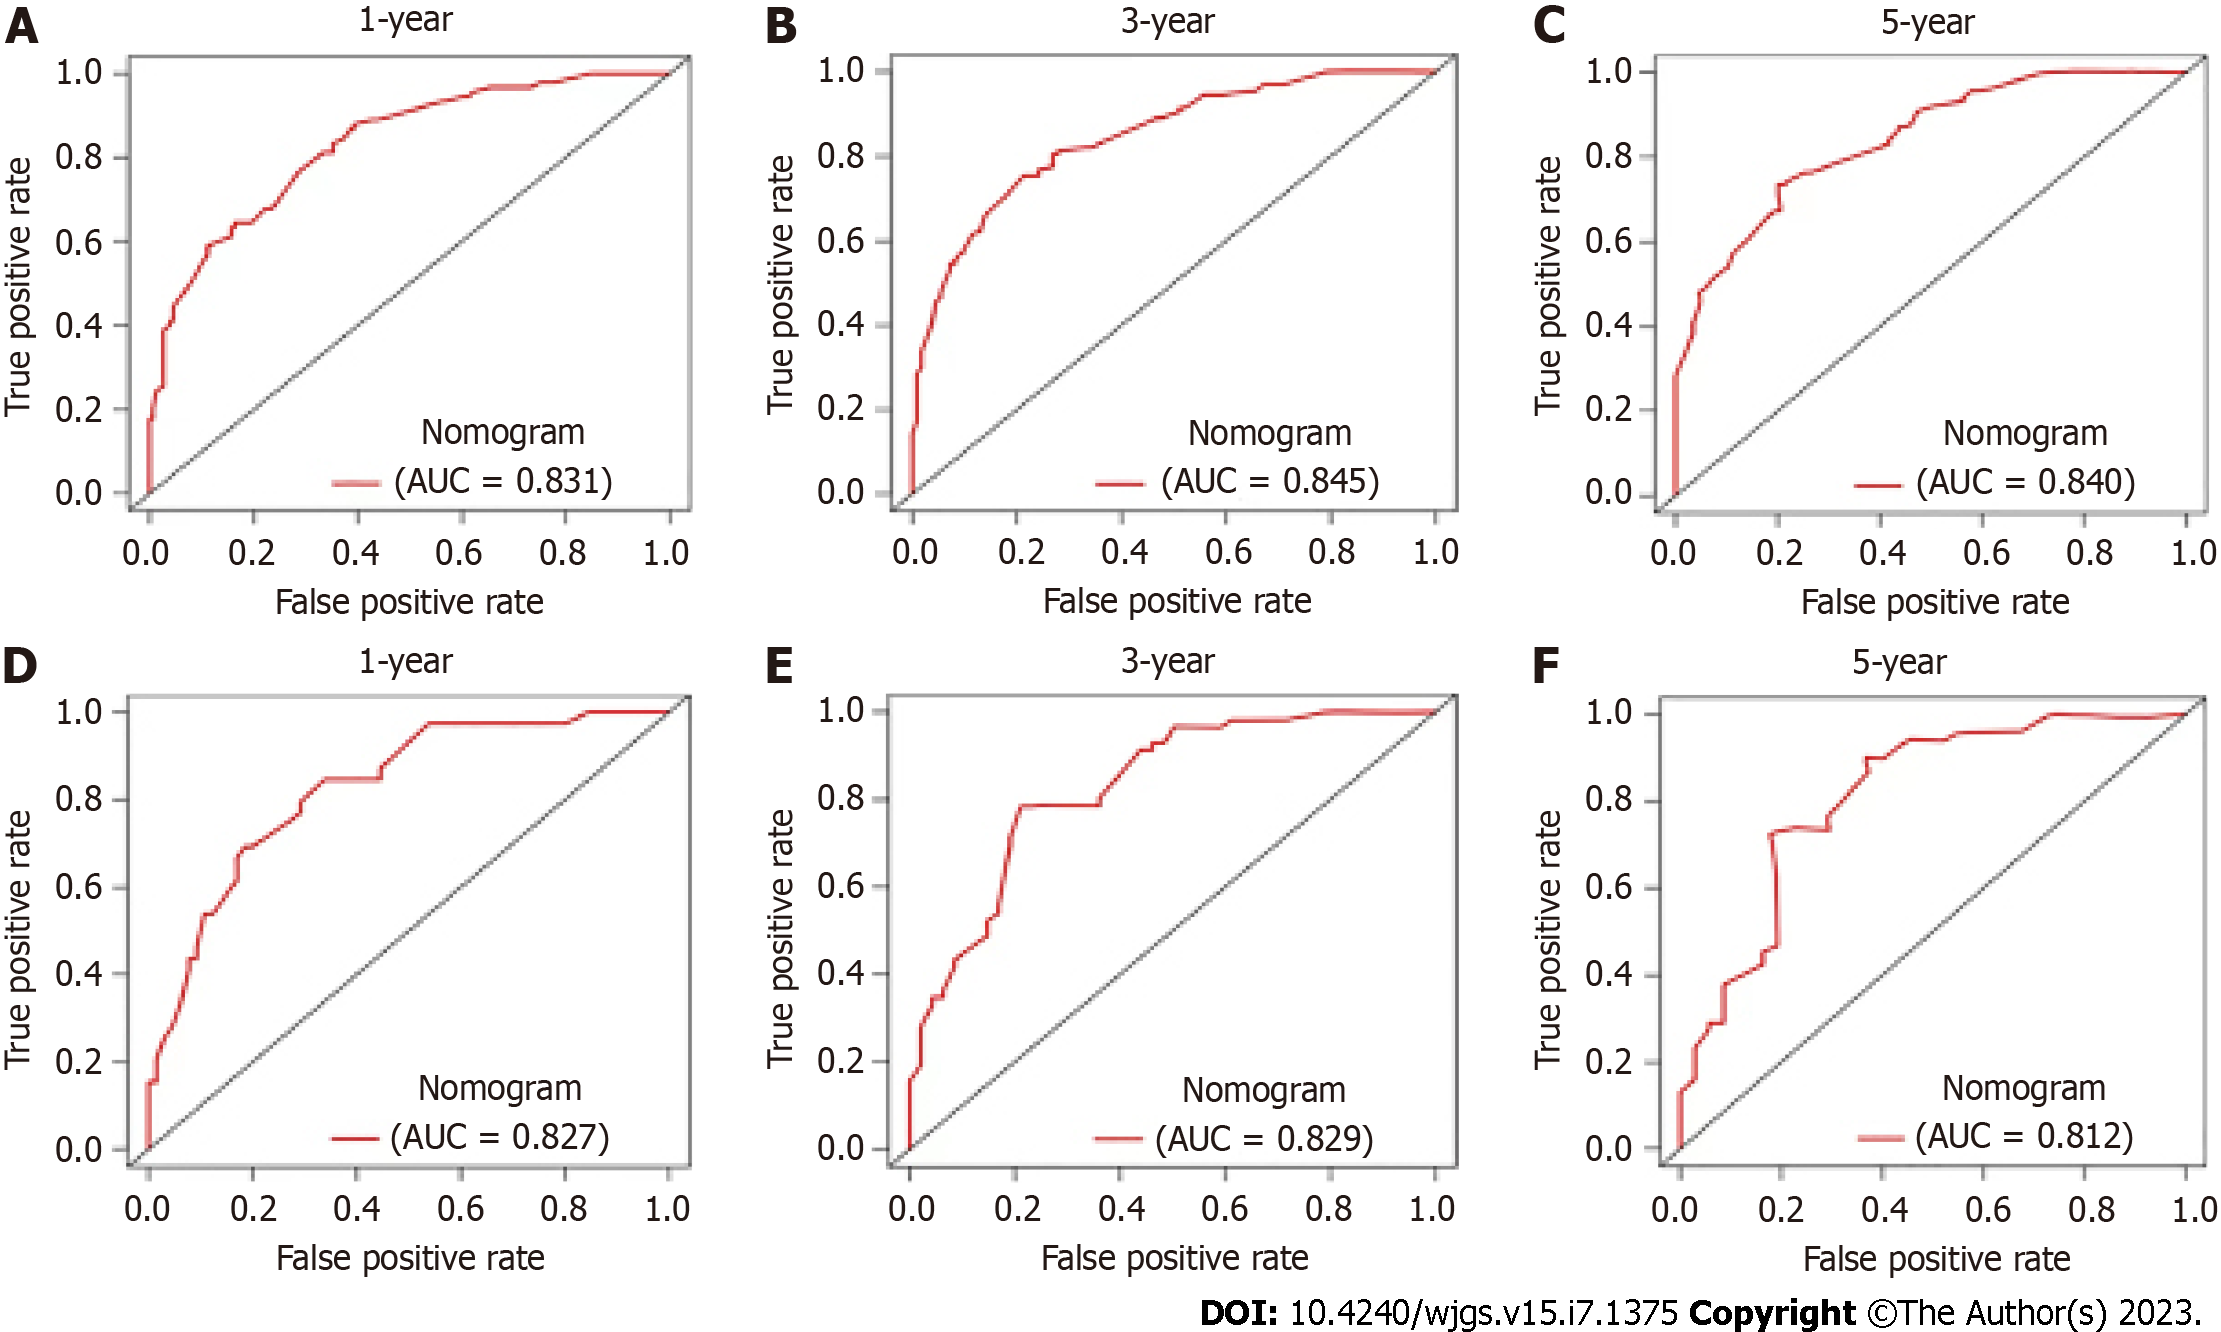 A
1-year
True positive rate
1.0
0.8
0.6
0.4
0.2
0.0
Nomogram
(AUC = 0.831)
0.0 0.2 0.4 0.6 0.8 1.0
False positive rate
B
3-year
True positive rate
1.0
0.8
0.6
0.4
0.2
0.0
Nomogram
(AUC = 0.845)
0.0 0.2 0.4 0.6 0.8 1.0
False positive rate
C
5-year
True positive rate
1.0
0.8
0.6
0.4
0.2
0.0
Nomogram
(AUC = 0.840)
0.0 0.2 0.4 0.6 0.8 1.0
False positive rate
D
1-year
True positive rate
1.0
0.8
0.6
0.4
0.2
0.0
Nomogram
(AUC = 0.827)
0.0 0.2 0.4 0.6 0.8 1.0
False positive rate
E
3-year
True positive rate
1.0
0.8
0.6
0.4
0.2
0.0
Nomogram
(AUC = 0.829)
0.0 0.2 0.4 0.6 0.8 1.0
False positive rate
F
5-year
True positive rate
1.0
0.8
0.6
0.4
0.2
0.0
Nomogram
(AUC = 0.812)
0.0 0.2 0.4 0.6 0.8 1.0
False positive rate
DOI: 10.4240/wjgs.v15.i7.1375 Copyright ©The Author(s) 2023.